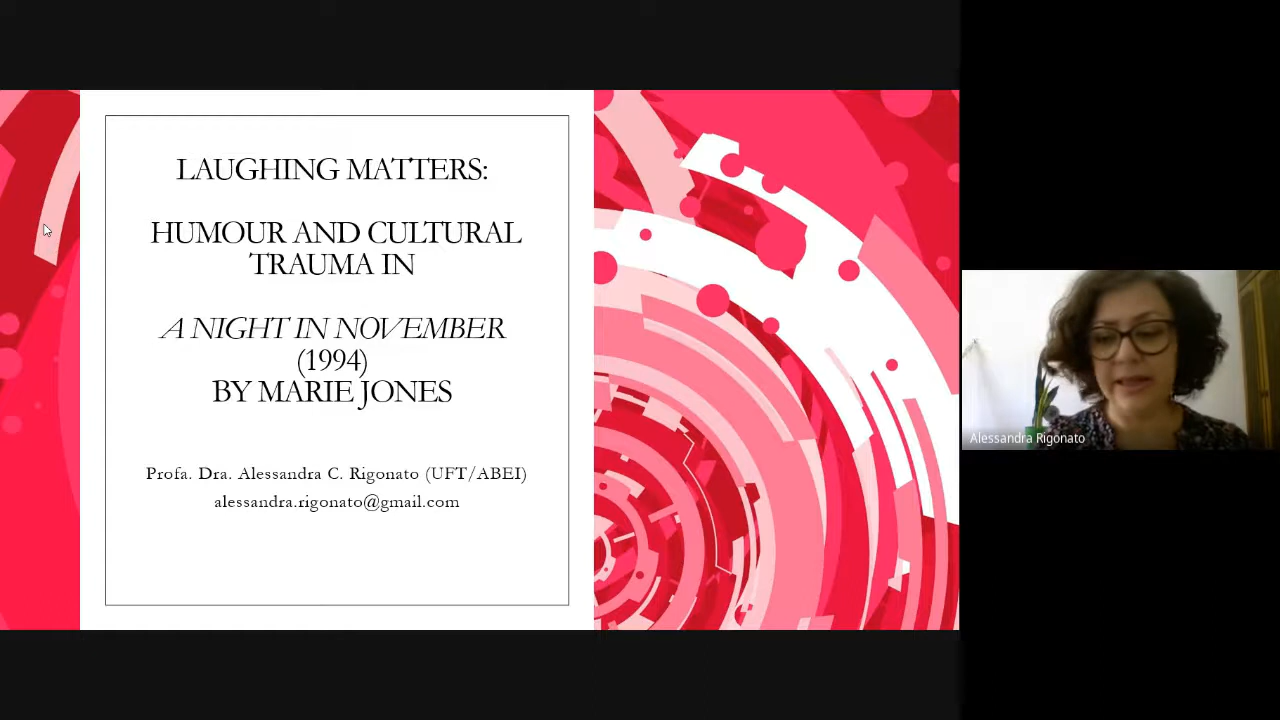 LAUGHING MATTERS:
HUMOUR AND CULTURAL
TRAUMA IN
A NIGHT IN NOVEMBER
(1994)
BY MARIE JONES
Profa. Dra. Alessandra C. Rigonato (UFT/ABEI)
alessandra.rigonato@gmail.com
Alessandra Rigonato